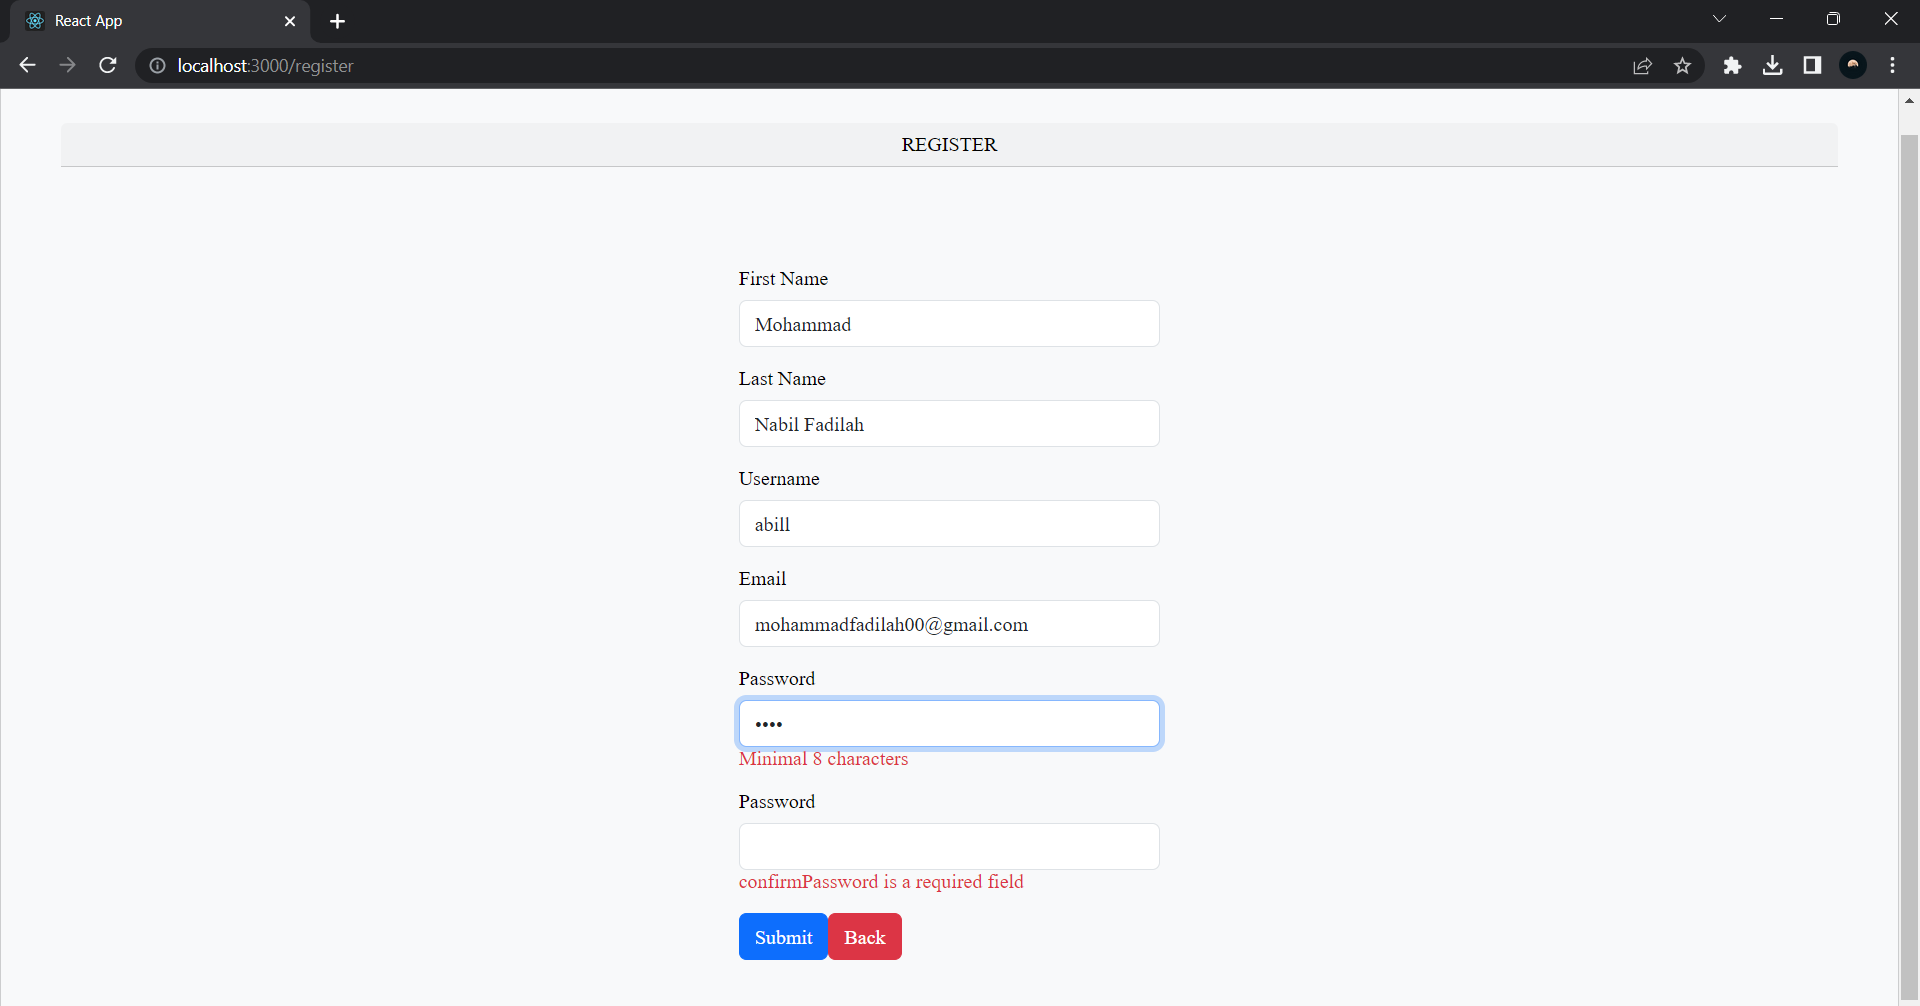 React App
localhost:3000/register
REGISTER
First Name
Mohammad
Last Name
Nabil Fadilah
Username
abill
Email
mohammadfadilah00@gmail.com
Password
••••
Minimal 8 characters
Password
confirmPassword is a required field
Submit Back